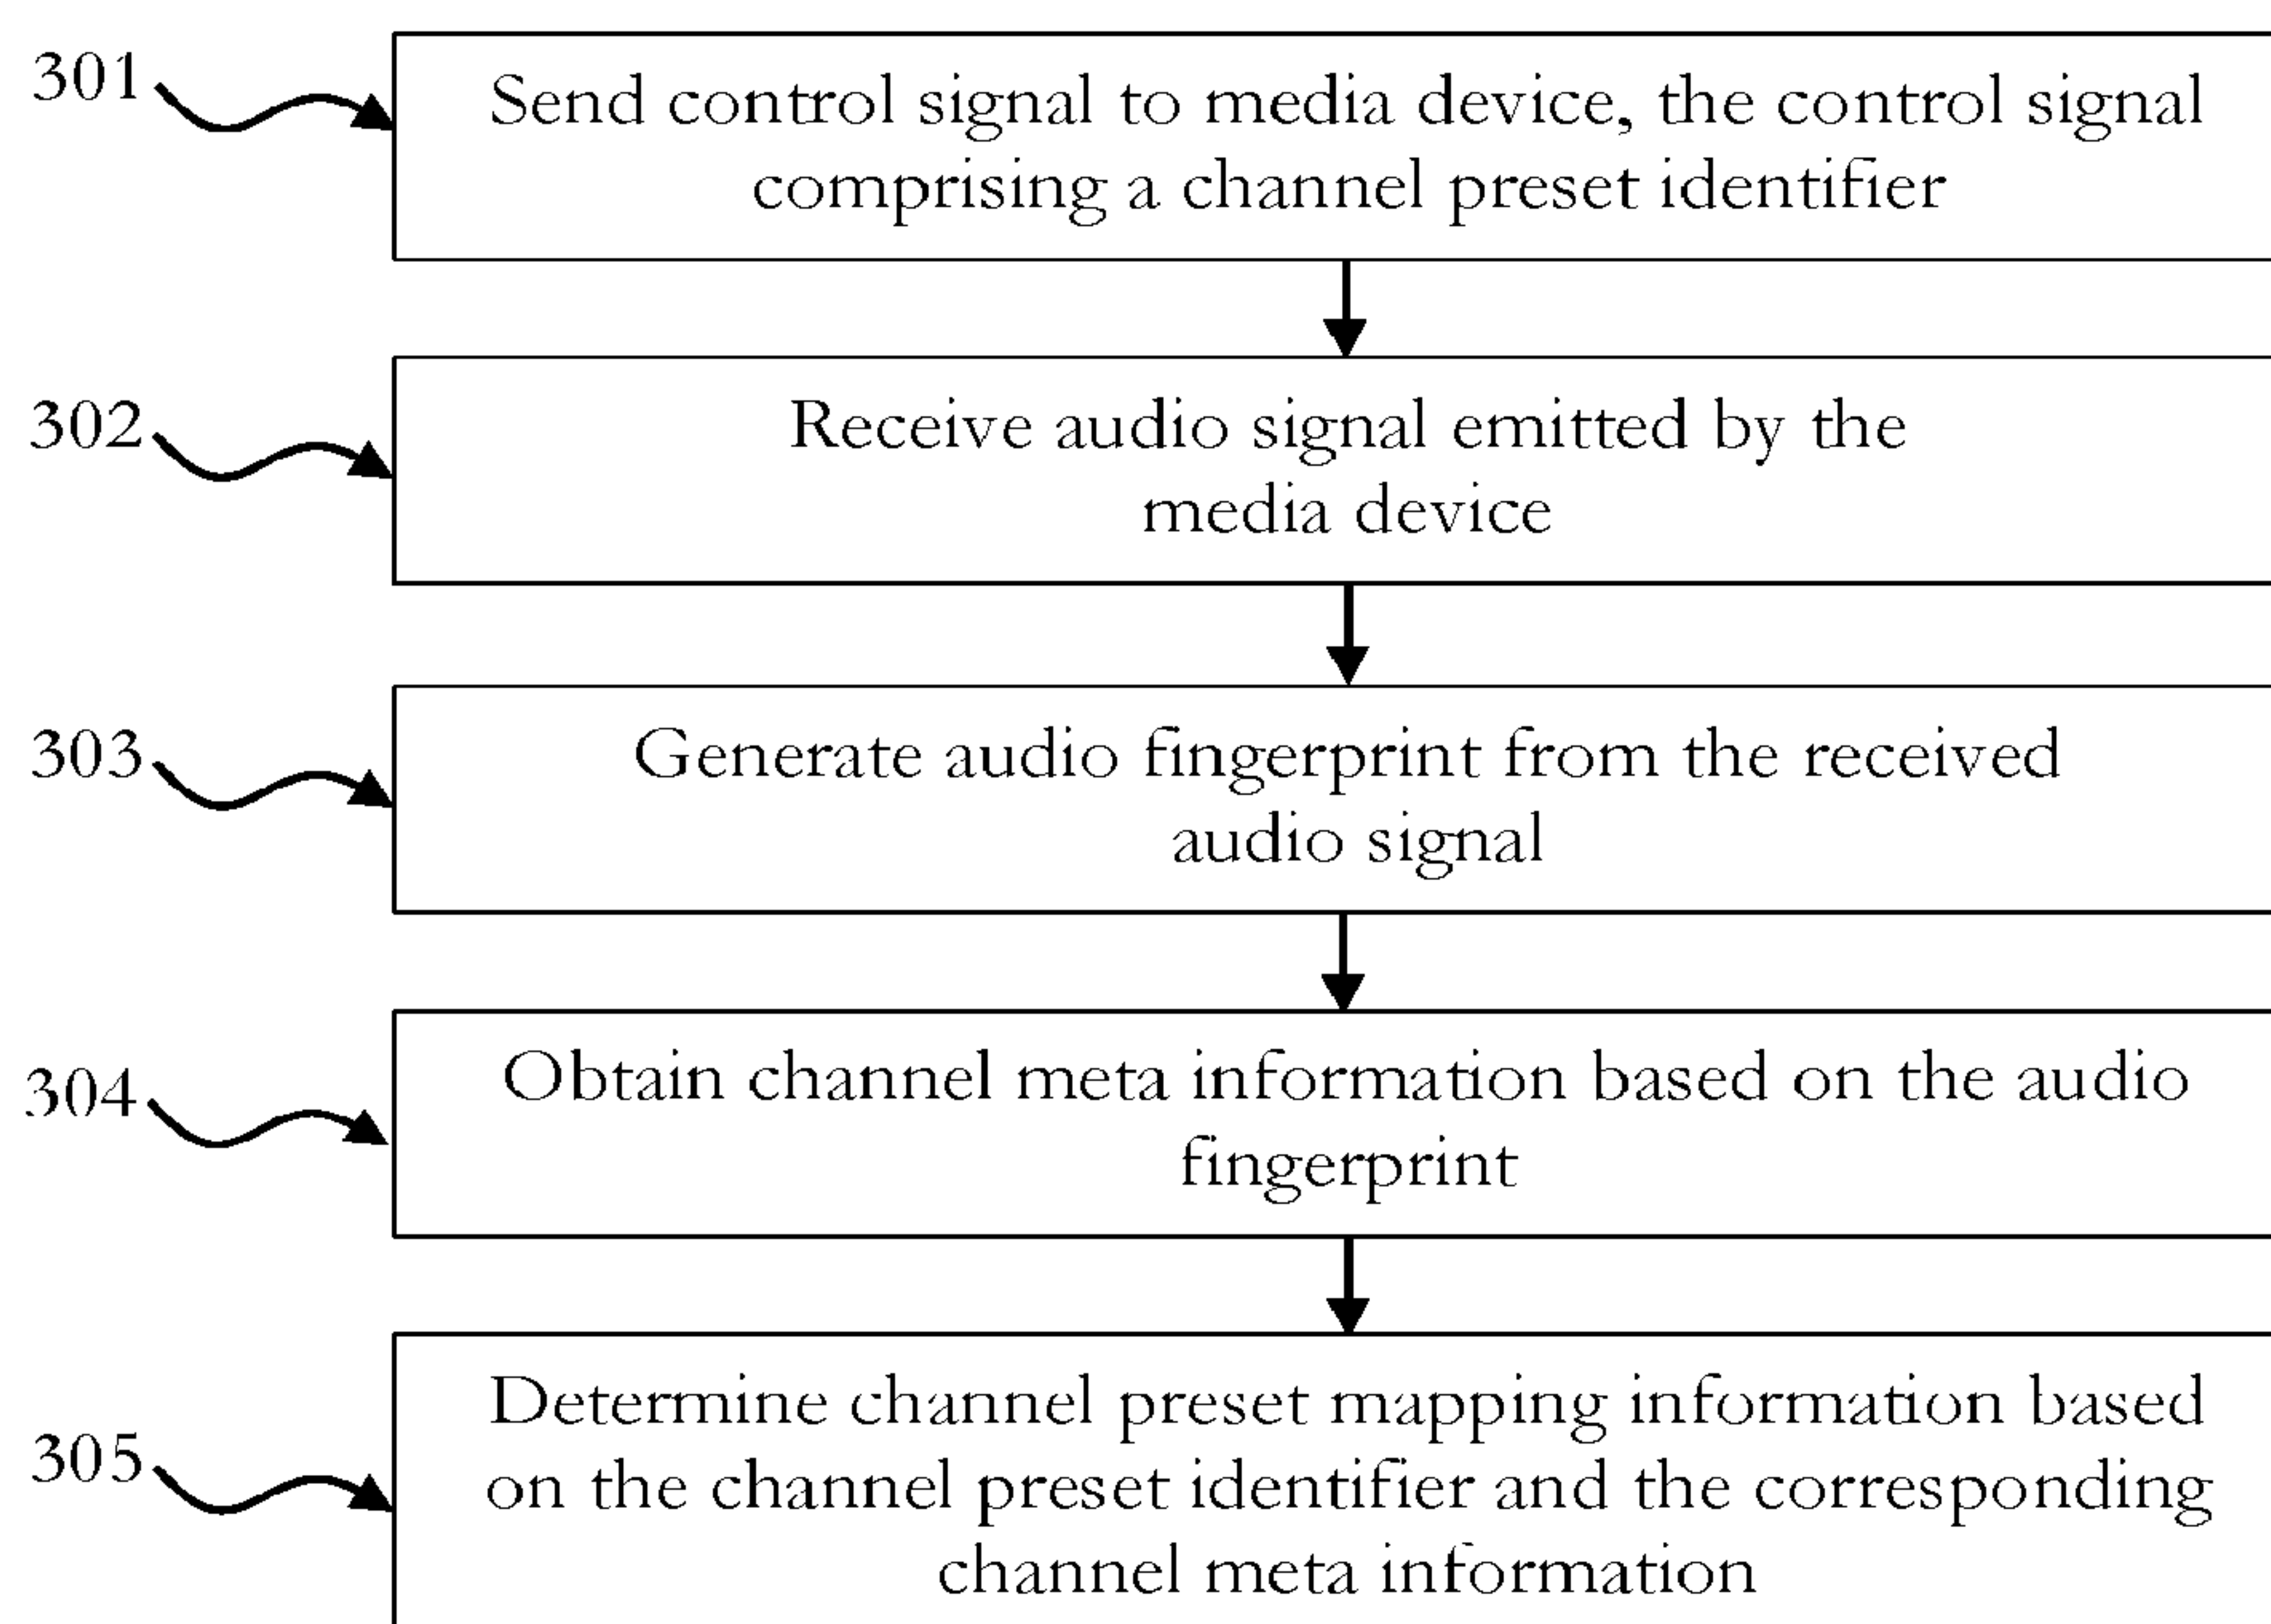 301
Send control signal to media device, the control signal
comprising a channel preset identifier
302
Receive audio signal emitted by the
media device
303
Generate audio fingerprint from the received
audio signal
304
Obtain channel meta information based on the audio
fingerprint
305
Determine channel preset mapping information based
on the channel preset identifier and the corresponding
channel meta information